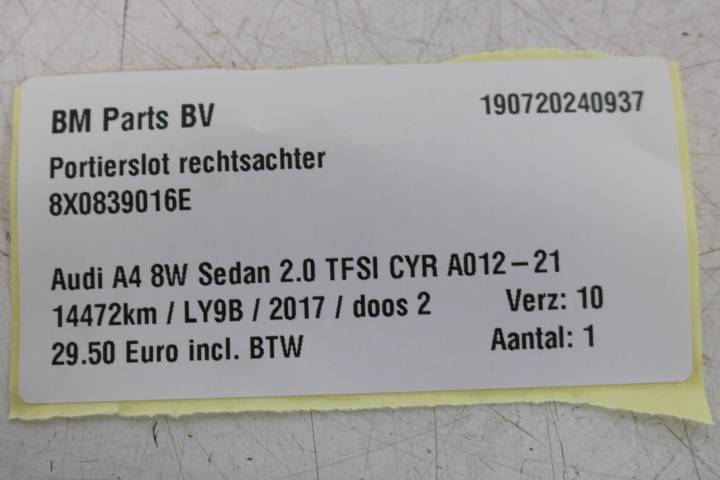 BM Parts BV 190720240937
Portierslot rechtsachter
8X0839016E
Audi A4 8W Sedan 2.0 TFSI CYR A012-21
14472km / LY9B / 2017 / doos 2 Verz: 10
29.50 Euro incl. BTW Aantal: 1